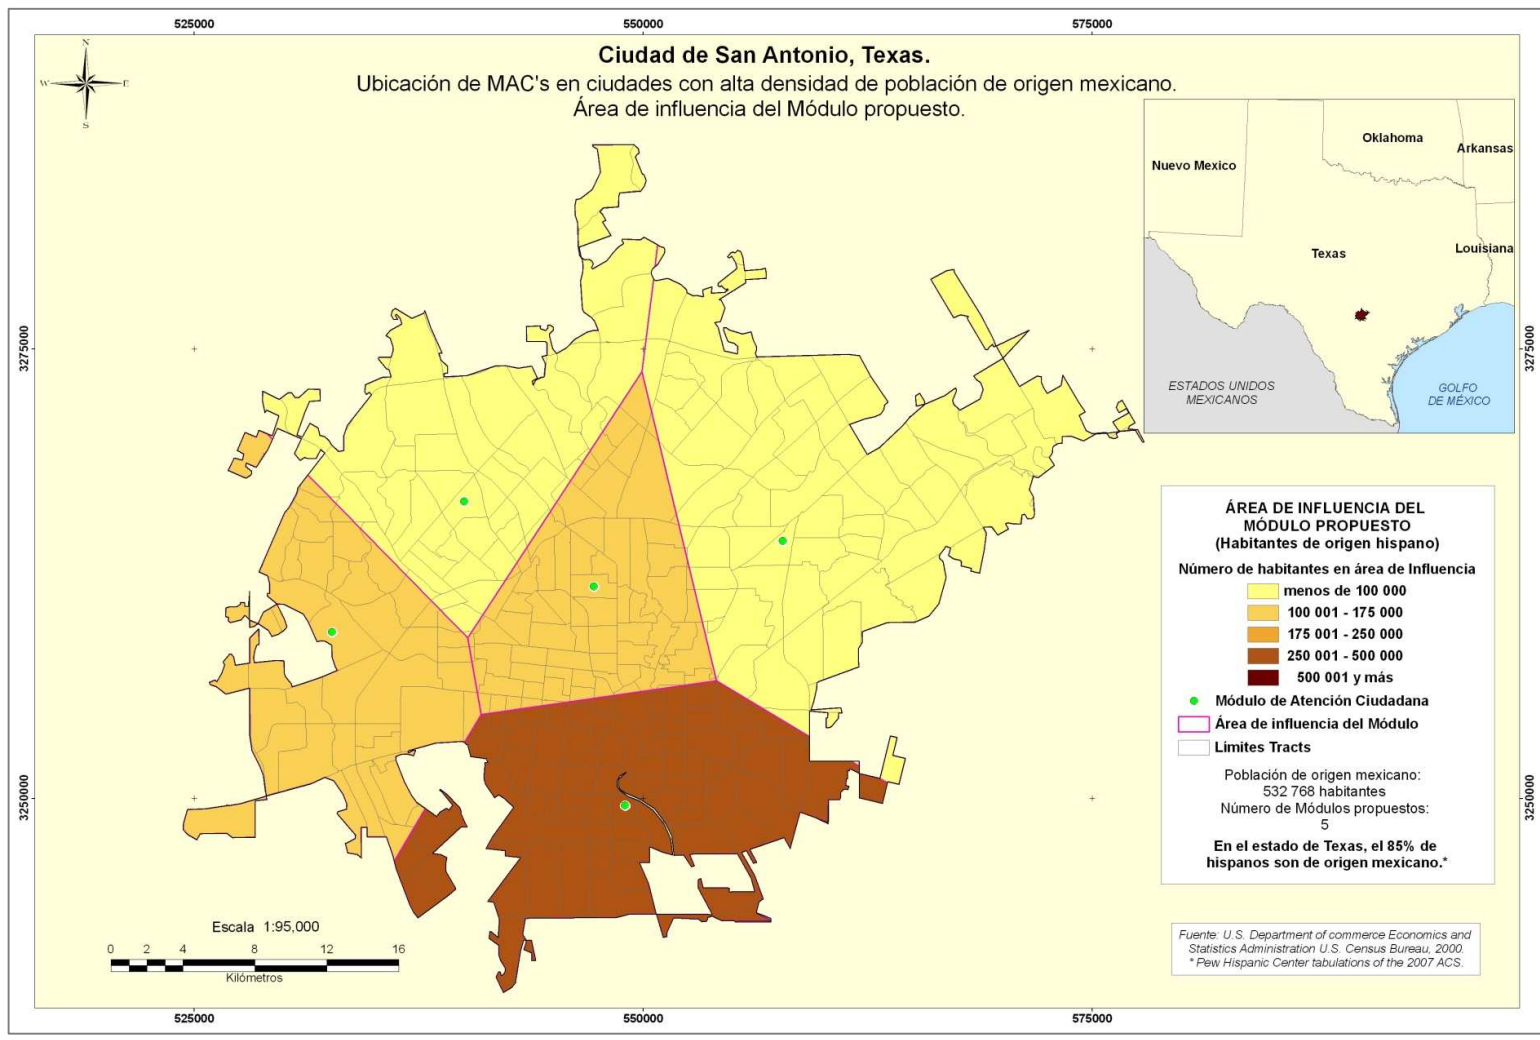 525000
550000
575000
N
W
E
S
Ciudad de San Antonio, Texas.
Ubicación de MAC's en ciudades con alta densidad de población de origen mexicano.
Área de influencia del Módulo propuesto.
Nuevo Mexico
Oklahoma
Arkansas
Texas
Louisiana
ESTADOS UNIDOS
MEXICANOS
GOLFO
DE MÉXICO
3275000
3275000
ÁREA DE INFLUENCIA DEL
MÓDULO PROPUESTO
(Habitantes de origen hispano)
Número de habitantes en área de Influencia
menos de 100 000
100 001 - 175 000
175 001 - 250 000
250 001 - 500 000
500 001 y más
Módulo de Atención Ciudadana
Área de influencia del Módulo
Límites Tracts
Población de origen mexicano:
532 768 habitantes
Número de Módulos propuestos:
5
En el estado de Texas, el 85% de
hispanos son de origen mexicano.*
3250000
3250000
Escala 1:95,000
0 2 4 8 12 16
Kilómetros
Fuente: U.S. Department of commerce Economics and
Statistics Administration U.S. Census Bureau, 2000.
* Pew Hispanic Center tabulations of the 2007 ACS.
525000
550000
575000